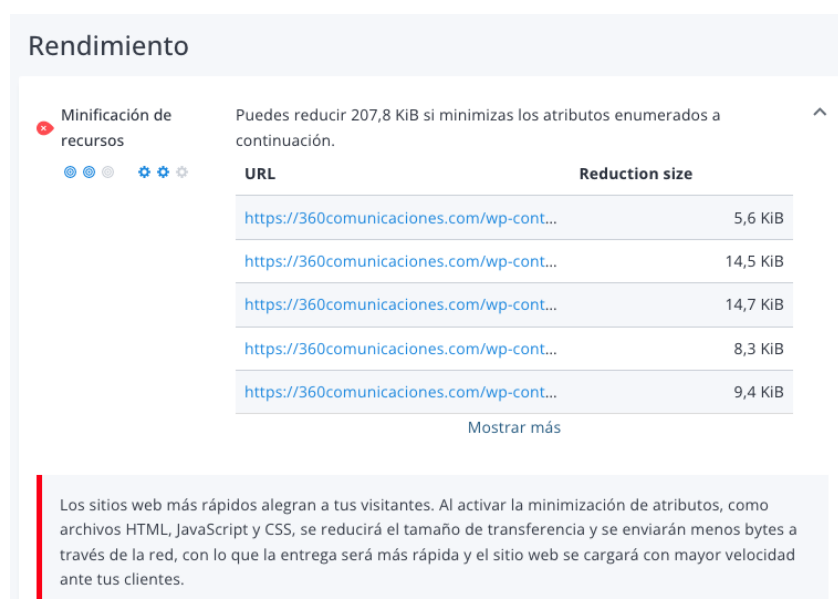 Rendimiento
Minificación de
recursos
Puedes reducir 207,8 KiB si minimizas los atributos enumerados a
continuación.
URL Reduction size
https://360comunicaciones.com/wp-cont... 5,6 KiB
https://360comunicaciones.com/wp-cont... 14,5 KiB
https://360comunicaciones.com/wp-cont... 14,7 KiB
https://360comunicaciones.com/wp-cont... 8,3 KiB
https://360comunicaciones.com/wp-cont... 9,4 KiB
Mostrar más
Los sitios web más rápidos alegran a tus visitantes. Al activar la minimización de atributos, como
archivos HTML, JavaScript y CSS, se reducirá el tamaño de transferencia y se enviarán menos bytes a
través de la red, con lo que la entrega será más rápida y el sitio web se cargará con mayor velocidad
ante tus clientes.